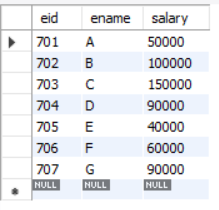 eid ename salary
701 A 50000
702 B 100000
703 C 150000
704 D 90000
705 E 40000
706 F 60000
707 G 90000
NULL NULL NULL